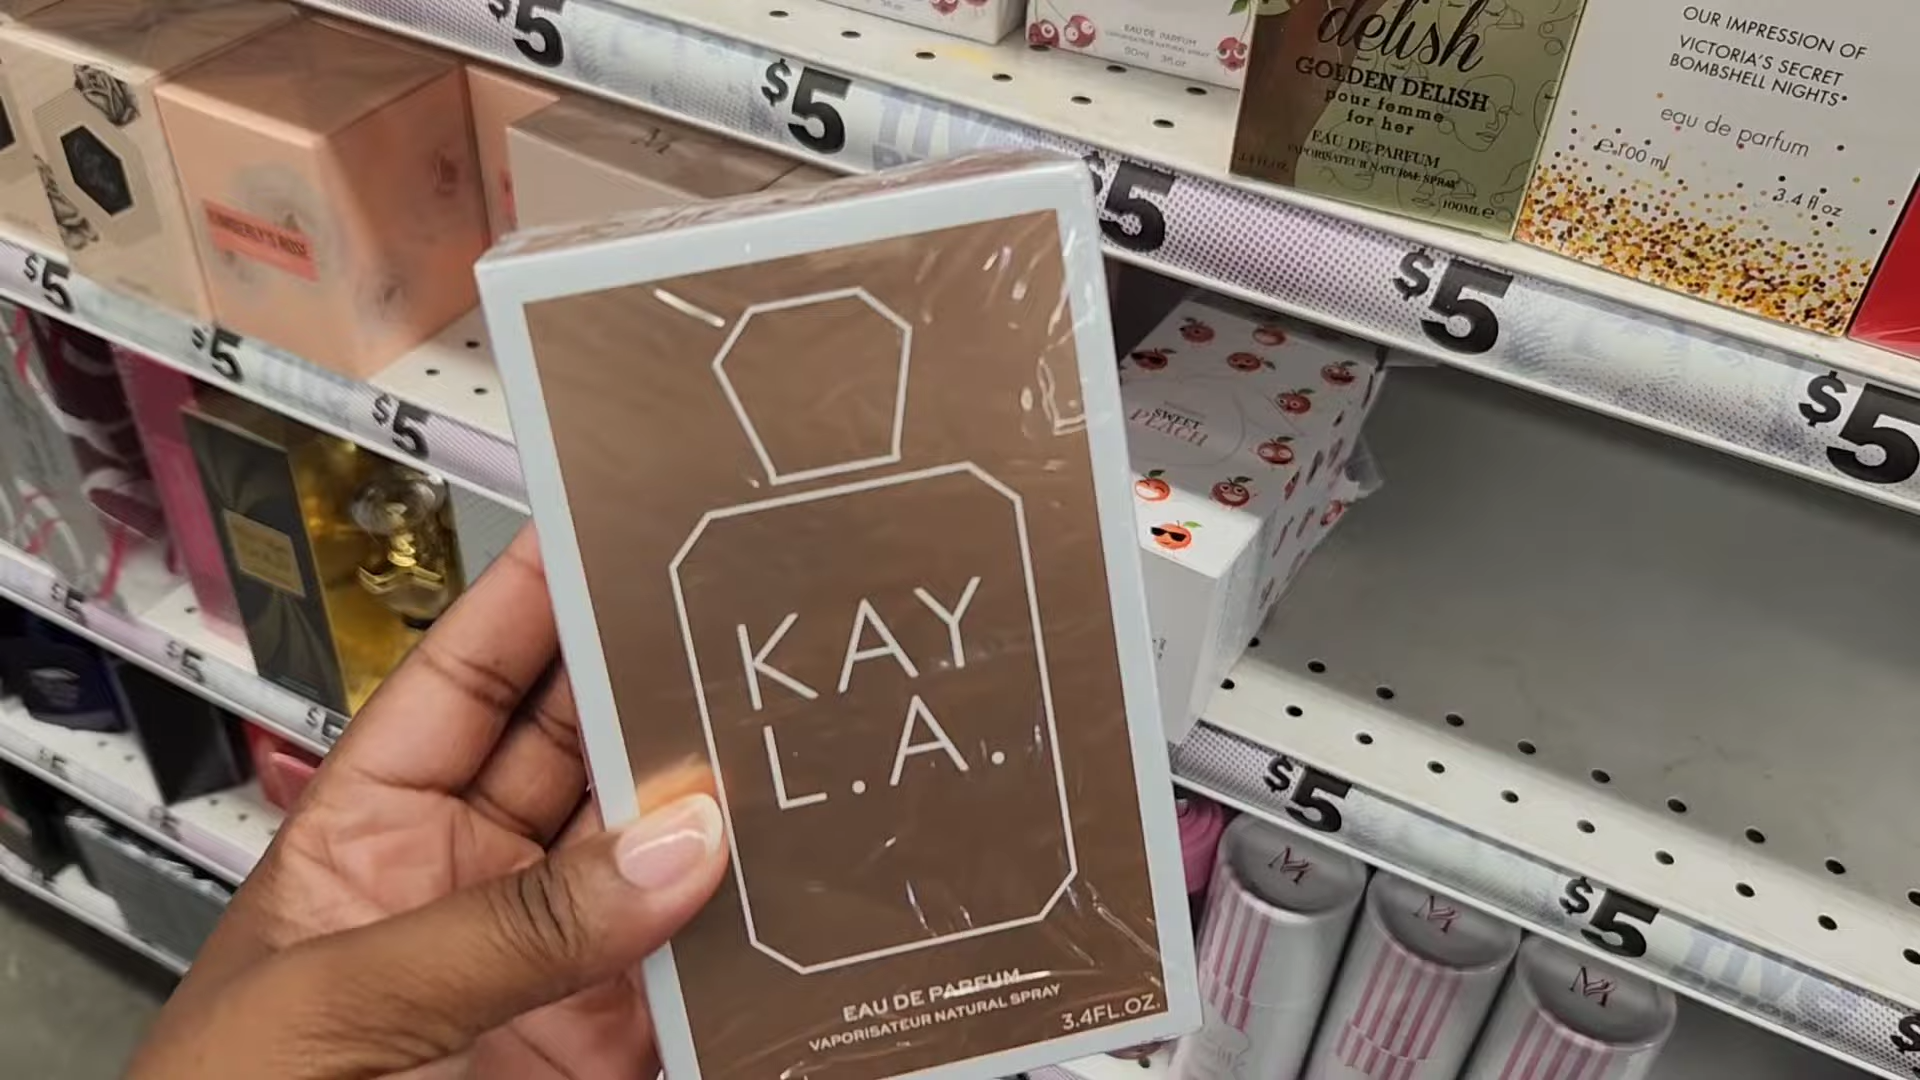 $5
$5
$5
$5
$5
EAU DE PARFUM
delish
GOLDEN DELISH
pour femme
for her
EAU DE PARFUM
VAPORISATEUR NATURAL SPRAY
100ML e
OUR IMPRESSION OF
VICTORIA'S SECRET
BOMBSHELL NIGHTS*
eau de parfum
e 100 ml
3.4 fl oz
$5
$5
$5
SWEET
PEACH
KAY
L.A.
EAU DE PARFUM
VAPORISATEUR NATURAL SPRAY
3.4FL.OZ.
$5
$5
$5